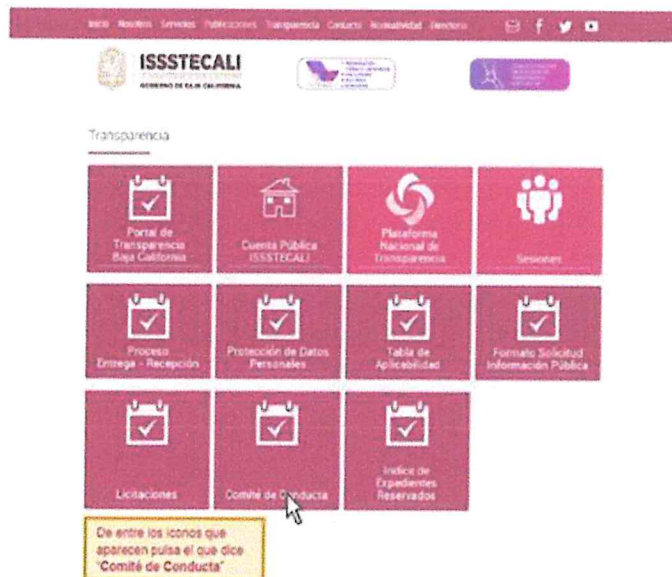 Inicio Nosotros Servicios Publicaciones Transparencia Contacto Normatividad Directorio
ISSSTECALI
GOBIERNO DE BAJA CALIFORNIA
Transparencia
Portal de
Transparencia
Baja California
Cuenta Pública
ISSSTECALI
Plataforma
Nacional de
Transparencia
Sesiones
Proceso
Entrega - Recepción
Protección de Datos
Personales
Tabla de
Aplicabilidad
Formato Solicitud
Información Pública
Licitaciones
Comité de Conducta
Indice de
Expedientes
Reservados
De entre los iconos que
aparecen pulsa el que dice
"Comité de Conducta"